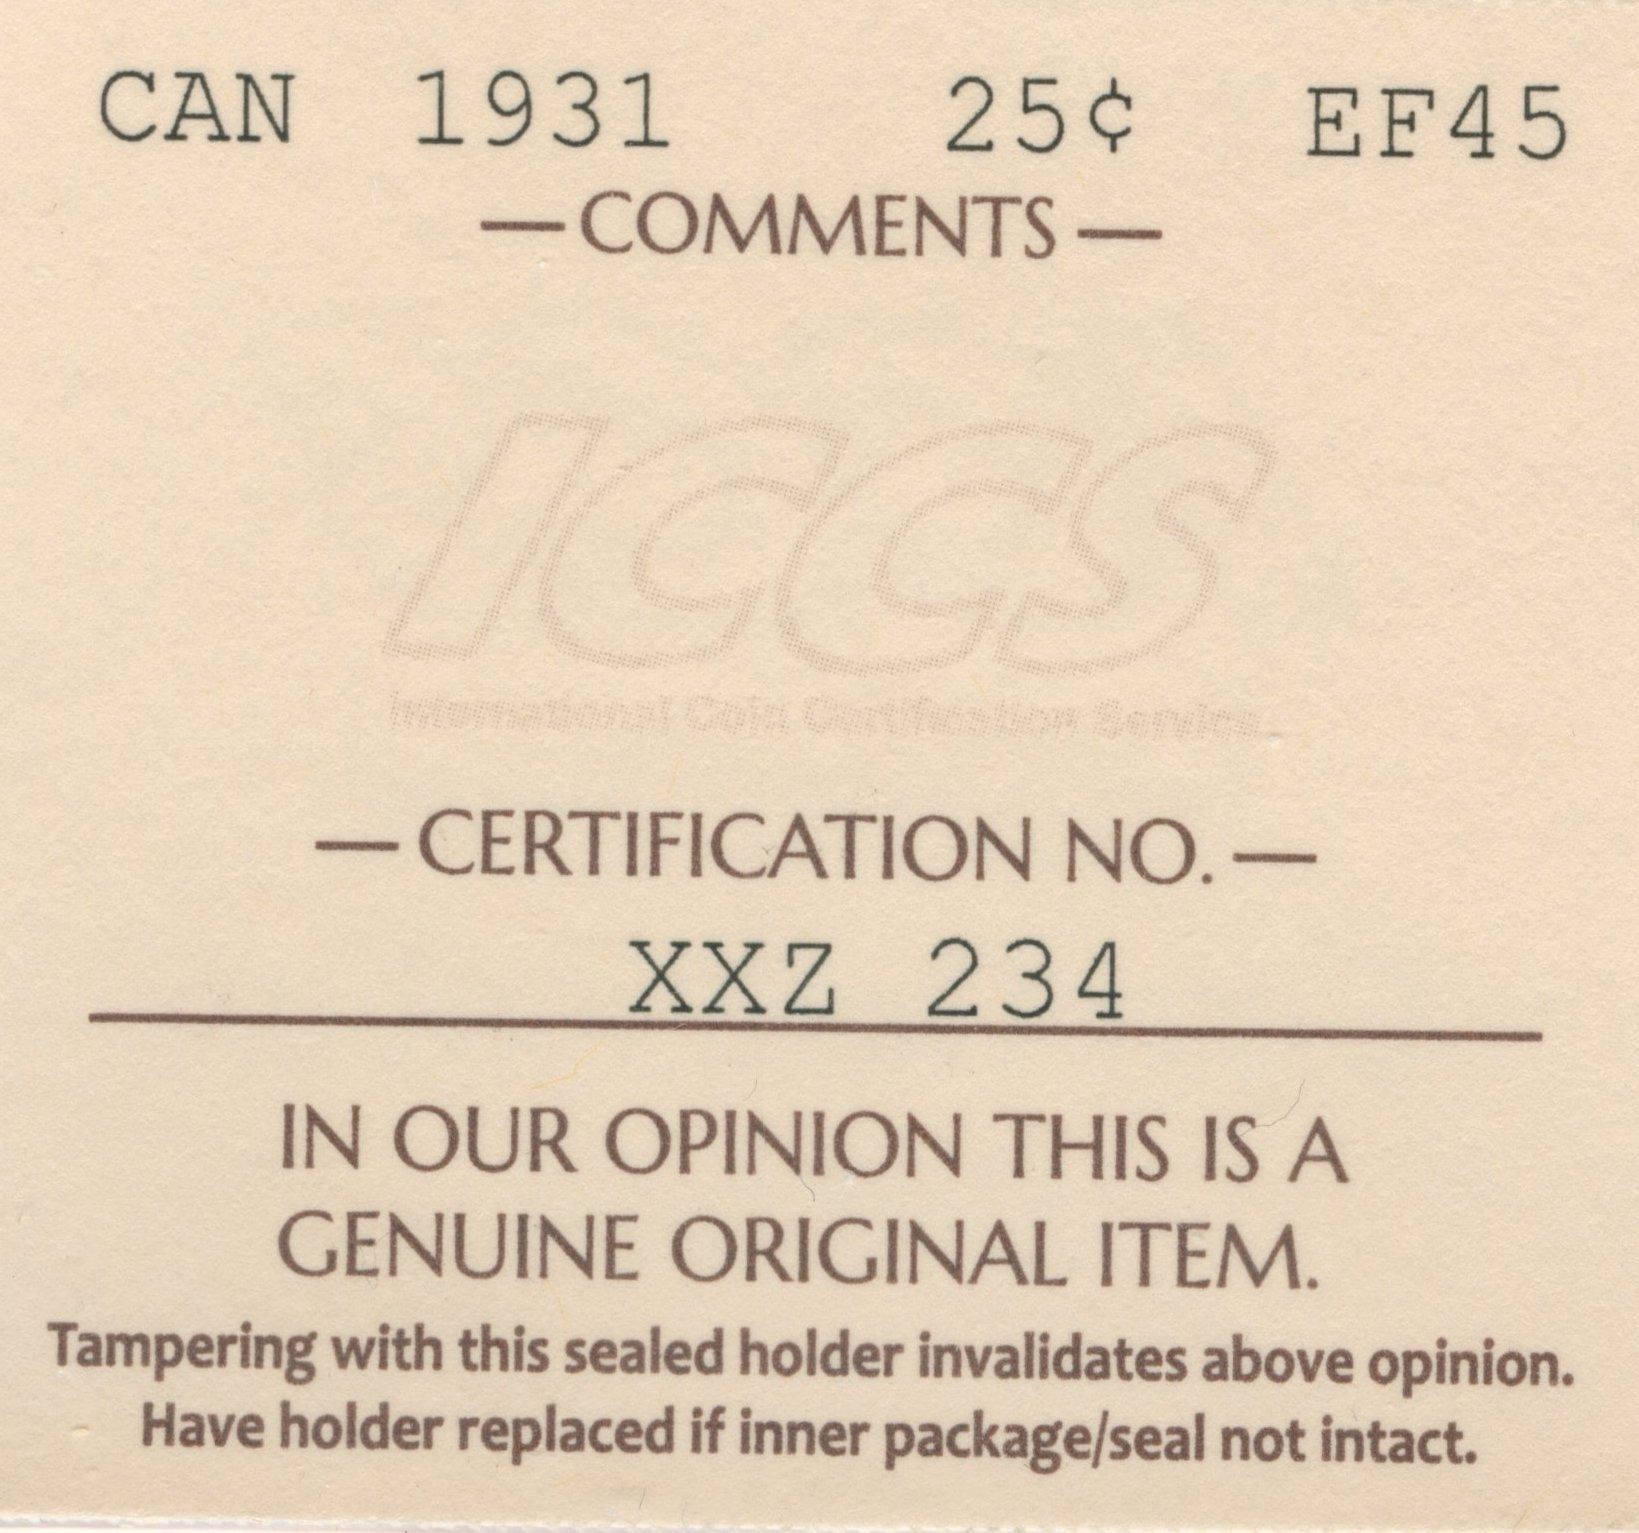 CAN 1931 25¢ EF45
—COMMENTS—
ICCS
International Coin Certification Service
—CERTIFICATION NO.—
XXZ 234
IN OUR OPINION THIS IS A
GENUINE ORIGINAL ITEM.
Tampering with this sealed holder invalidates above opinion.
Have holder replaced if inner package/seal not intact.